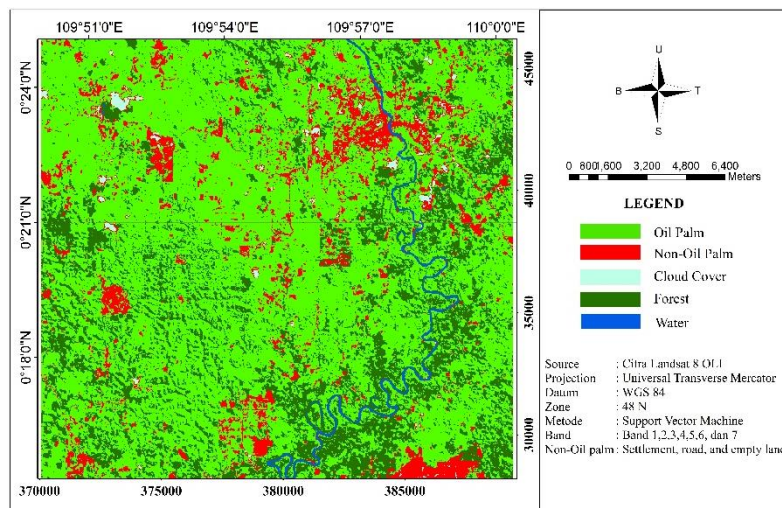 109°51'0"E 109°54'0"E 109°57'0"E 110°0'0"E
0°24'0"N
0°21'0"N
0°18'0"N
45000
40000
35000
30000
370000 375000 380000 385000
U
B T
S
0 800 1,600 3,200 4,800 6,400
Meters
LEGEND
Oil Palm
Non-Oil Palm
Cloud Cover
Forest
Water
Source : Citra Landsat 8 OLI
Projection : Universal Transverse Mercator
Datum : WGS 84
Zone : 48 N
Metode : Support Vector Machine
Band : Band 1,2,3,4,5,6, dan 7
Non-Oil palm : Settlement, road, and empty land